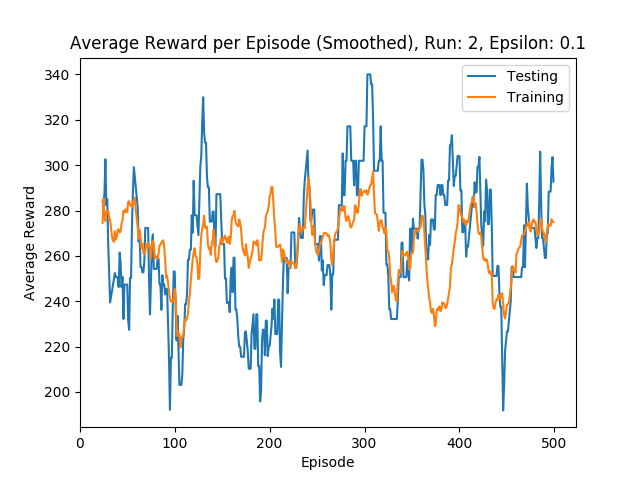 Average Reward per Episode (Smoothed), Run: 2, Epsilon: 0.1
Testing
Training
Average Reward
340
320
300
280
260
240
220
200
0
100
200
300
400
500
Episode